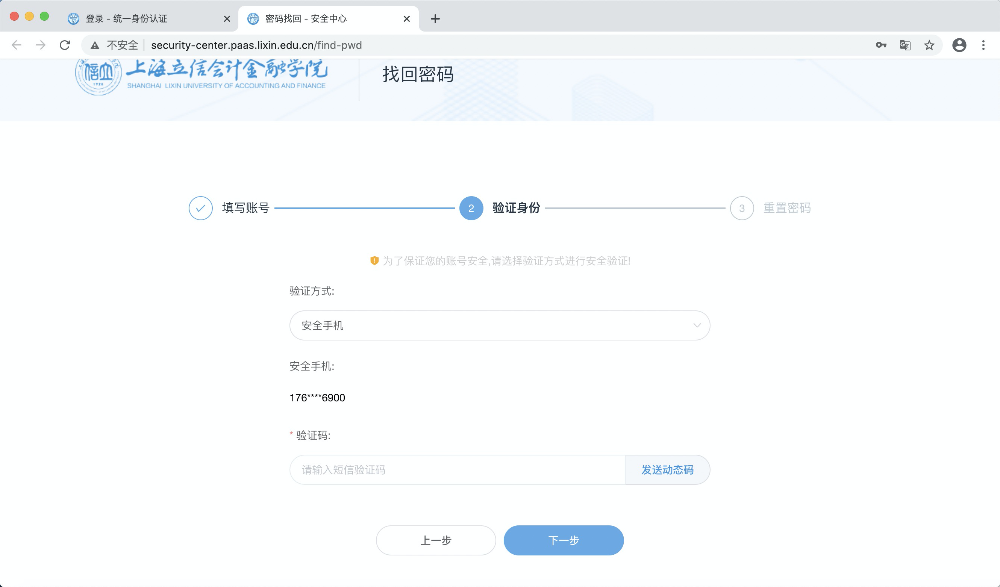 登录 - 统一身份认证
密码找回 - 安全中心
不安全 security-center.paas.lixin.edu.cn/find-pwd
信立
1928
上海立信会计金融学院
SHANGHAI LIXIN UNIVERSITY OF ACCOUNTING AND FINANCE
找回密码
填写账号
2 验证身份
3 重置密码
为了保证您的账号安全,请选择验证方式进行安全验证!
验证方式:
安全手机
安全手机:
176****6900
* 验证码:
请输入短信验证码 发送动态码
上一步 下一步